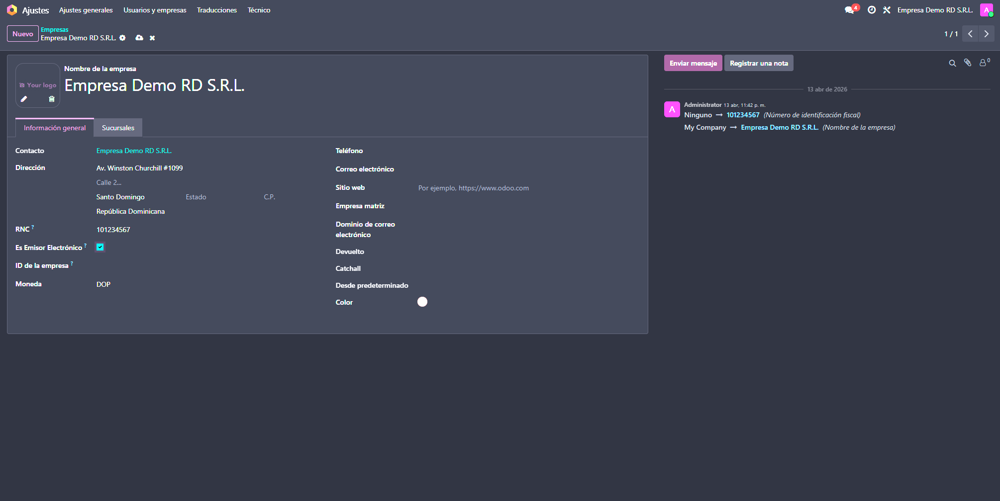 Ajustes Ajustes generales Usuarios y empresas Traducciones Técnico 4 Empresa Demo RD S.R.L. A
Nuevo
Empresas
Empresa Demo RD S.R.L.
1 / 1
Your logo
Nombre de la empresa
Empresa Demo RD S.R.L.
Información general Sucursales
Contacto Empresa Demo RD S.R.L.
Dirección Av. Winston Churchill #1099
Calle 2...
Santo Domingo Estado C.P.
República Dominicana
RNC ? 101234567
Es Emisor Electrónico ?
ID de la empresa ?
Moneda DOP
Teléfono
Correo electrónico
Sitio web Por ejemplo, https://www.odoo.com
Empresa matriz
Dominio de correo
electrónico
Devuelto
Catchall
Desde predeterminado
Color
Enviar mensaje Registrar una nota 0
13 abr de 2026
A
Administrator 13 abr, 11:42 p. m.
Ninguno → 101234567 (Número de identificación fiscal)
My Company → Empresa Demo RD S.R.L. (Nombre de la empresa)